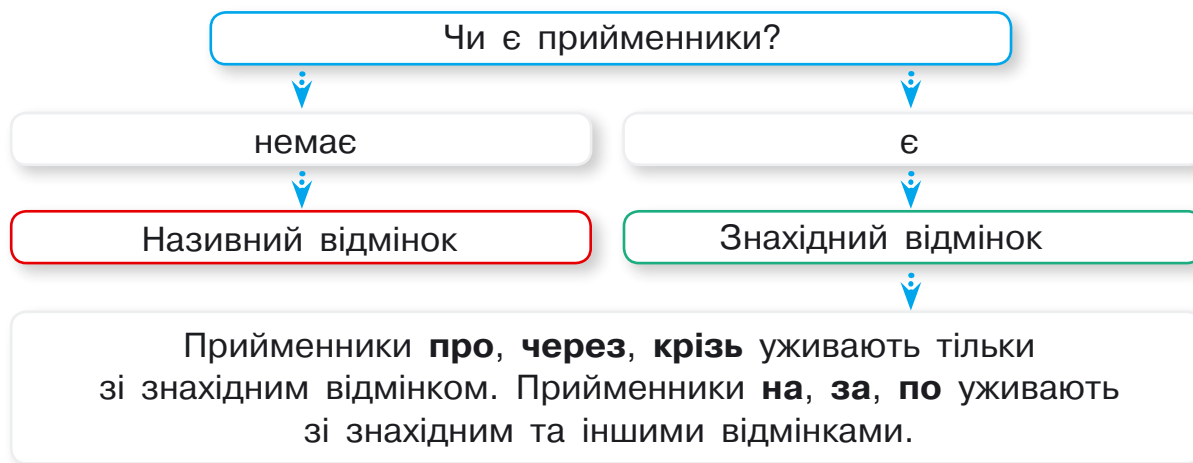 Чи є прийменники?
немає
є
Називний відмінок
Знахідний відмінок
Прийменники про, через, крізь уживають тільки
зі знахідним відмінком. Прийменники на, за, по уживають
зі знахідним та іншими відмінками.